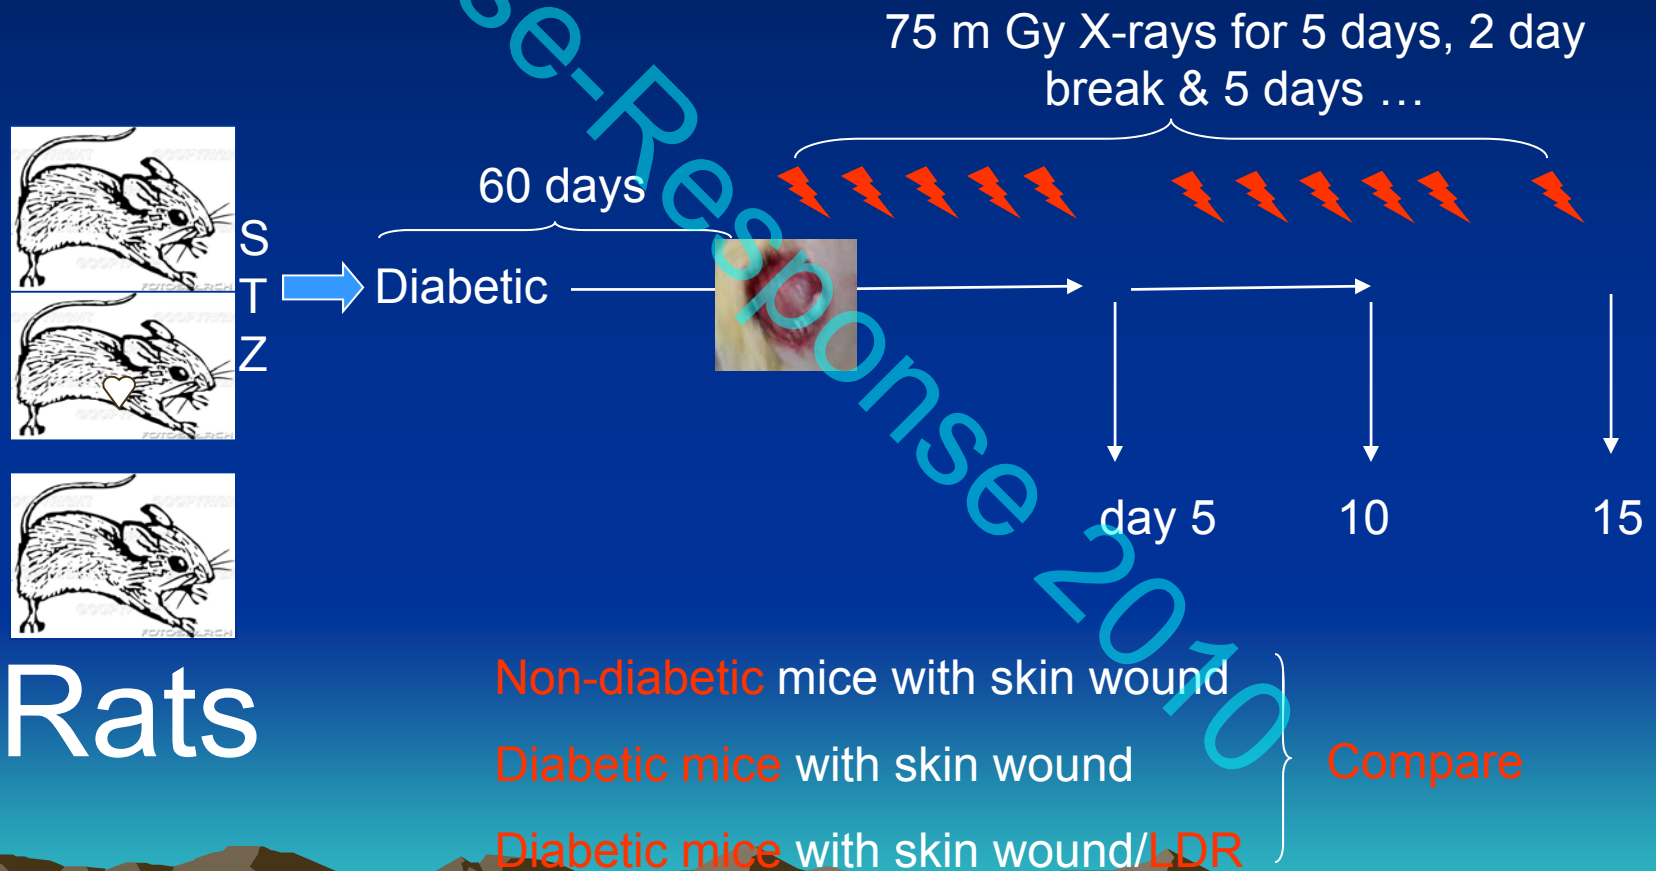 75 m Gy X-rays for 5 days, 2 day
break & 5 days …
60 days
S
T
Z
Diabetic
day 5
10
15
Rats
Non-diabetic mice with skin wound
Diabetic mice with skin wound
Diabetic mice with skin wound/LDR
Compare
se-Response 2010